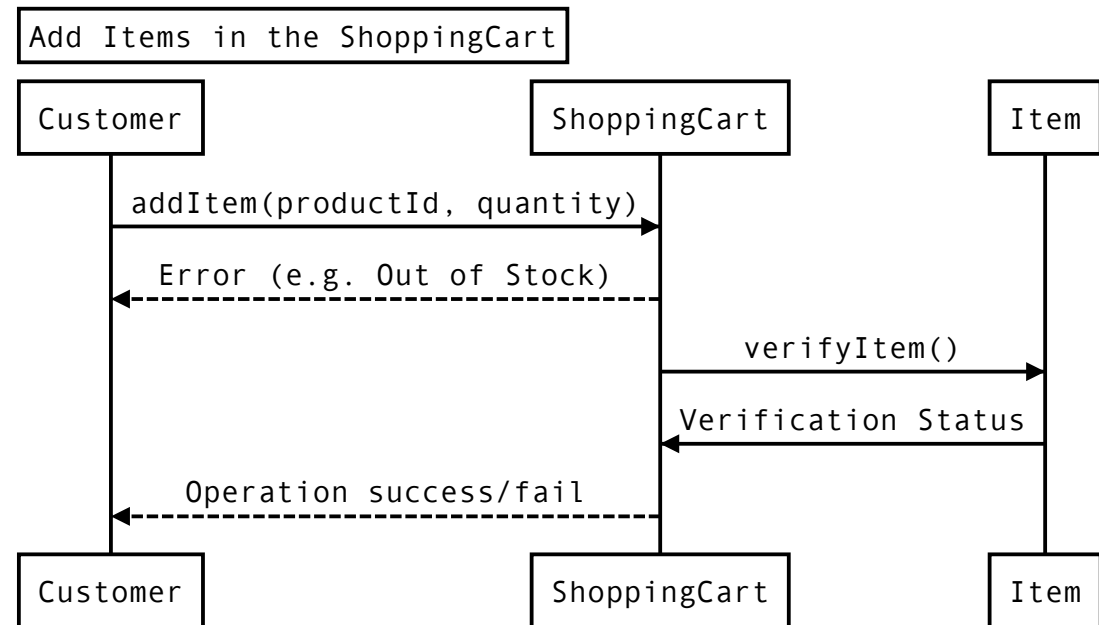 Add Items in the ShoppingCart
Customer
ShoppingCart
Item
addItem(productId, quantity)
Error (e.g. Out of Stock)
verifyItem()
Verification Status
Operation success/fail
Customer
ShoppingCart
Item